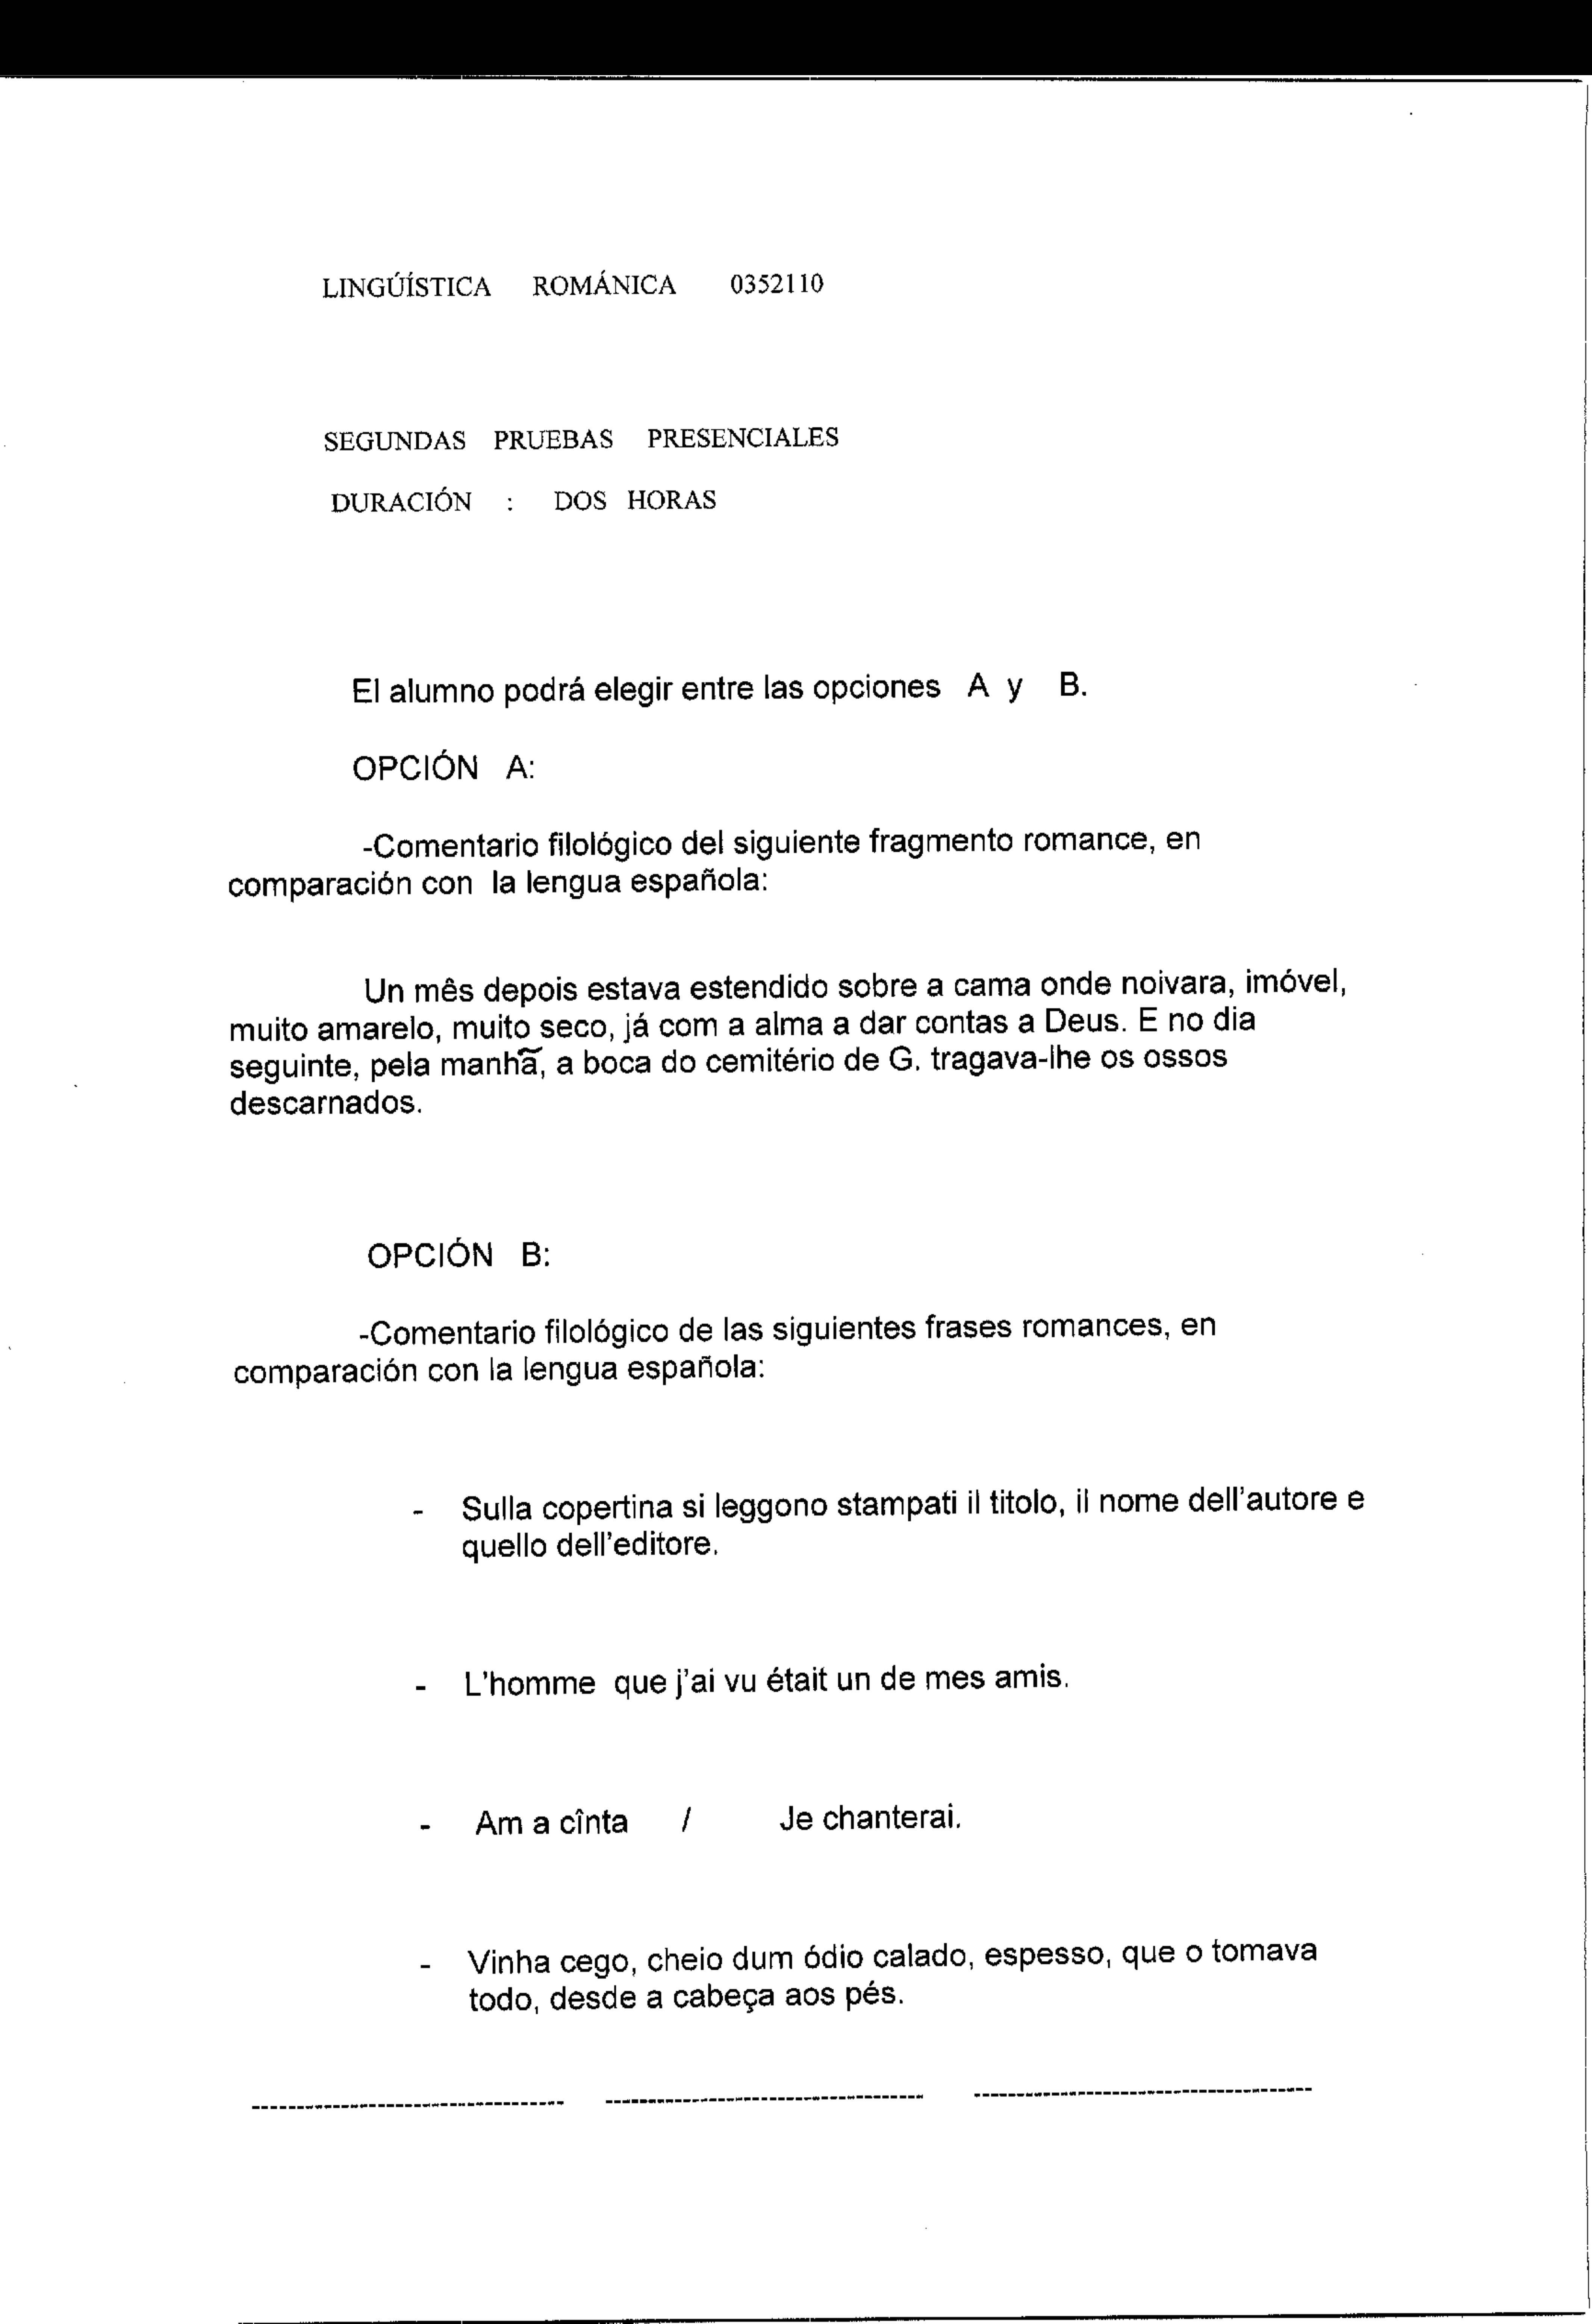 LINGÚÍSTICA ROMÁNICA 0352110
SEGUNDAS PRUEBAS PRESENCIALES
DURACIÓN : DOS HORAS
El alumno podrá elegir entre las opciones A y B.
OPCIÓN A:
-Comentario filológico del siguiente fragmento romance, en
comparación con la lengua española:
Un mês depois estava estendido sobre a cama onde noivara, imóvel,
muito amarelo, muito seco, já com a alma a dar contas a Deus. E no dia
seguinte, pela manhã, a boca do cemitério de G. tragava-lhe os ossos
descarnados.
OPCIÓN B:
-Comentario filológico de las siguientes frases romances, en
comparación con la lengua española:
- Sulla copertina si leggono stampati il titolo, il nome dell'autore e
quello dell'editore.
- L'homme que j'ai vu était un de mes amis.
- Am a cînta / Je chanterai.
- Vinha cego, cheio dum ódio calado, espesso, que o tomava
todo, desde a cabeça aos pés.